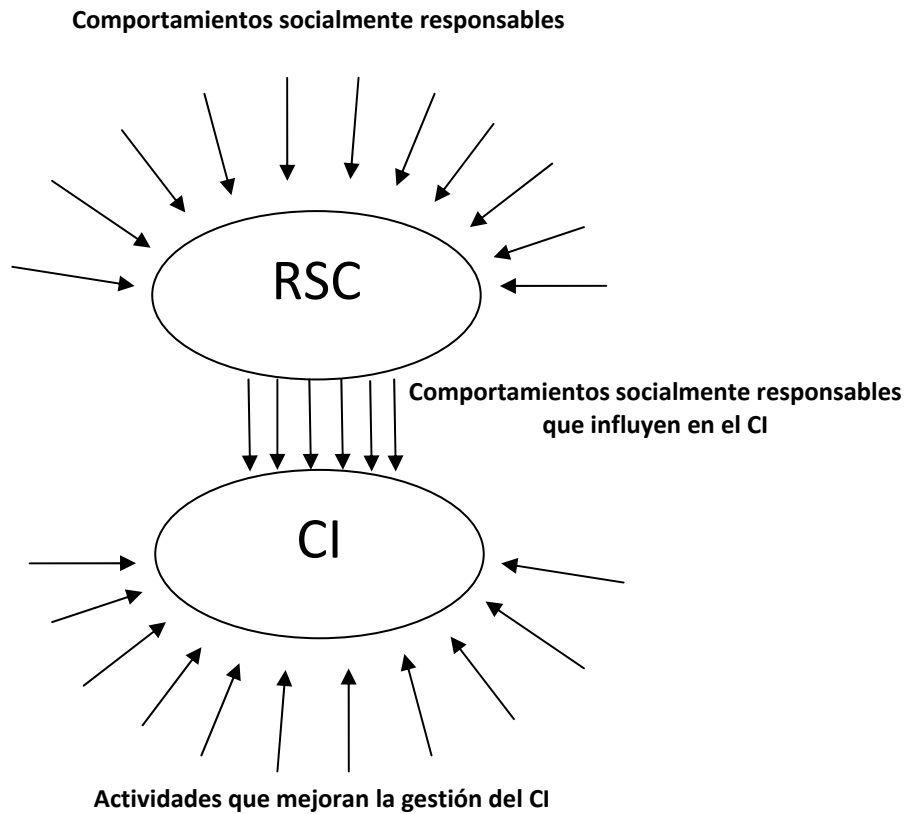 Comportamientos socialmente responsables
RSC
Comportamientos socialmente responsables
que influyen en el CI
CI
Actividades que mejoran la gestión del CI